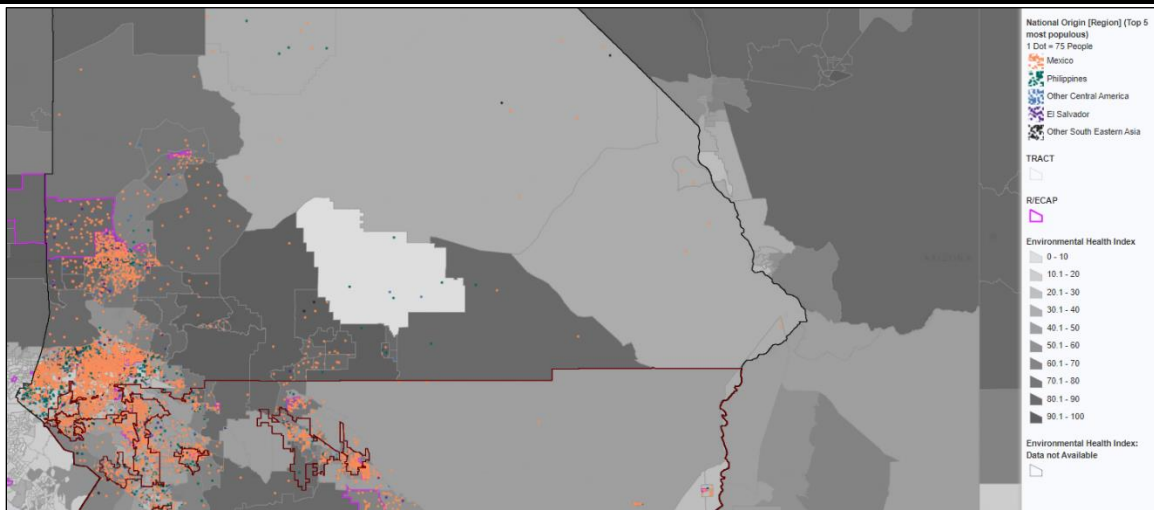 National Origin [Region] (Top 5
most populous)
1 Dot = 75 People
Mexico
Philippines
Other Central America
El Salvador
Other South Eastern Asia
TRACT
R/ECAP
Environmental Health Index
0 - 10
10.1 - 20
20.1 - 30
30.1 - 40
40.1 - 50
50.1 - 60
60.1 - 70
70.1 - 80
80.1 - 90
90.1 - 100
Environmental Health Index:
Data not Available